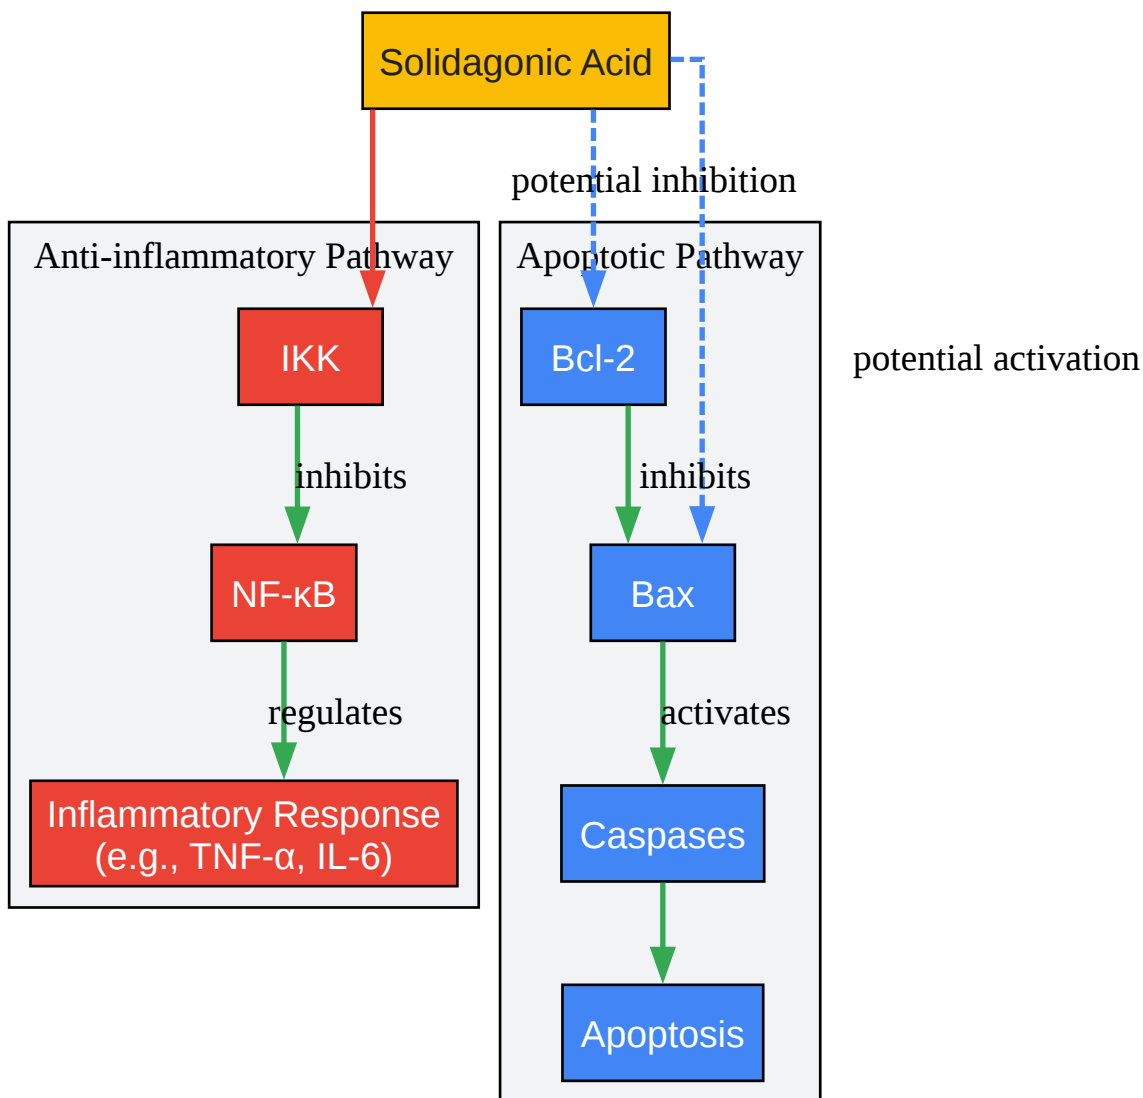 Solidagonic Acid
potential inhibition
Anti-inflammatory Pathway
Apoptotic Pathway
IKK
Bcl-2
potential activation
inhibits
inhibits
NF-κB
Bax
regulates
activates
Inflammatory Response
(e.g., TNF-α, IL-6)
Caspases
Apoptosis